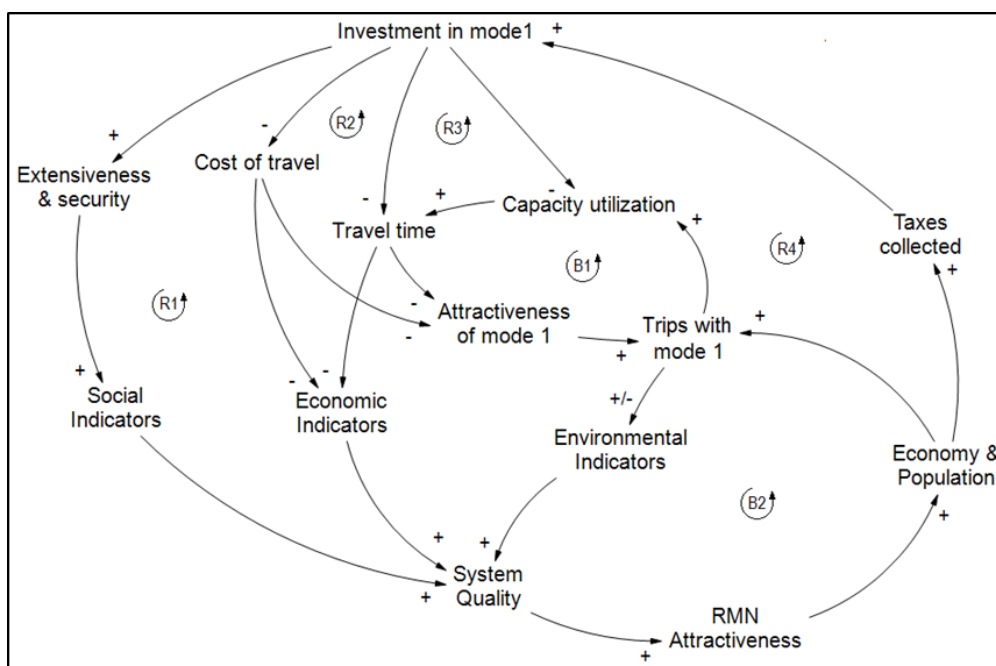 Investment in mode1
+
+
-
R2
R3
Extensiveness
& security
Cost of travel
-
+
-
Capacity utilization
+
Travel time
Taxes
collected
R4
+
B1
R1
-
-
Attractiveness
of mode 1
+
Trips with
mode 1
+
+
Social
Indicators
-
-
Economic
Indicators
+/-
Environmental
Indicators
Economy &
Population
+
B2
+
+
+
System
Quality
RMN
Attractiveness
+